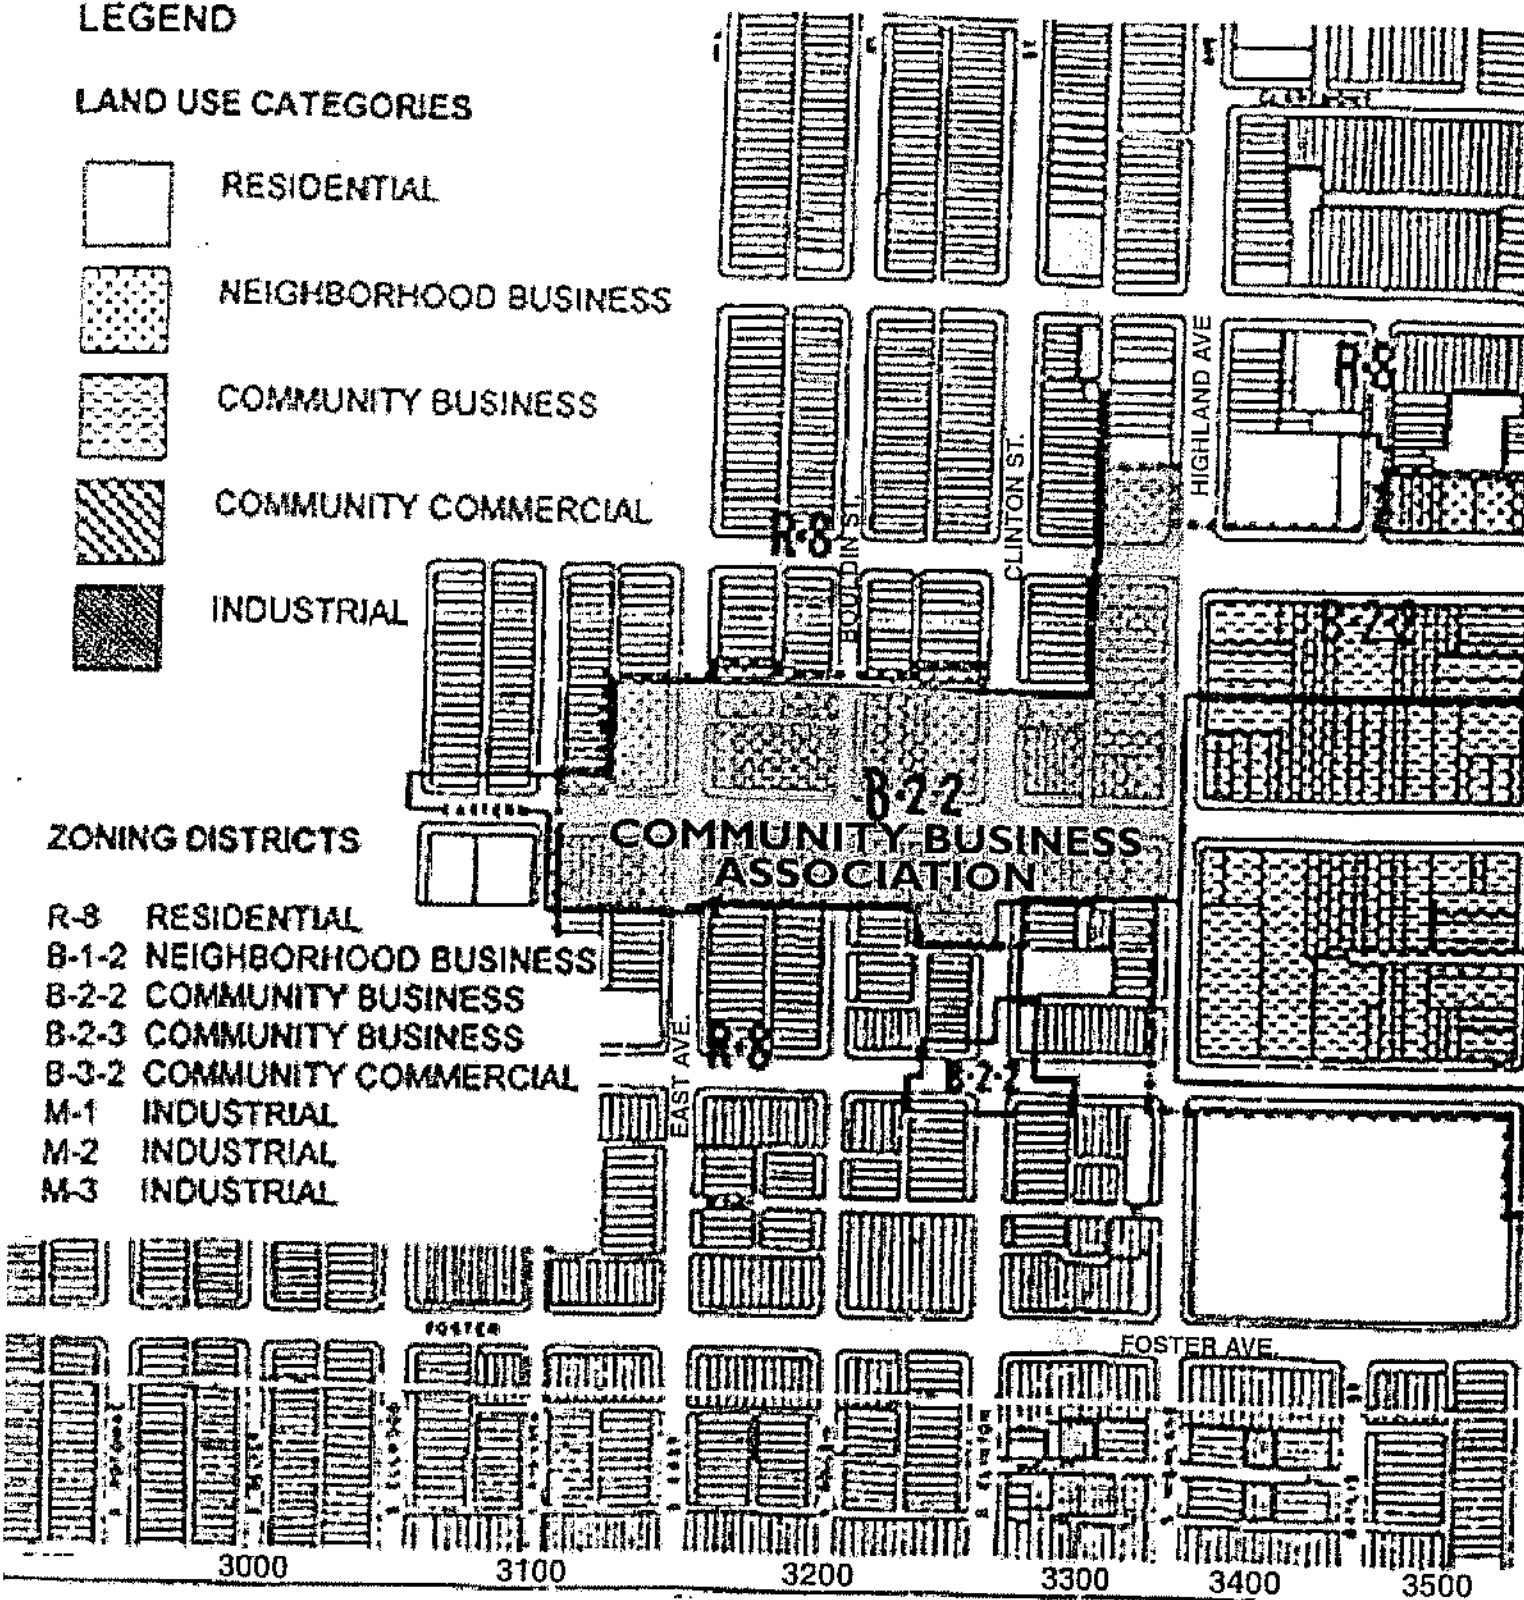 LEGEND
LAND USE CATEGORIES
RESIDENTIAL
NEIGHBORHOOD BUSINESS
COMMUNITY BUSINESS
COMMUNITY COMMERCIAL
INDUSTRIAL
HIGHLAND AVE
R-8
CLINTON ST.
BOULDIN ST.
R-8
B-2-2
B-2-2
COMMUNITY BUSINESS
ASSOCIATION
EASTERN
ZONING DISTRICTS
R-8 RESIDENTIAL
B-1-2 NEIGHBORHOOD BUSINESS
B-2-2 COMMUNITY BUSINESS
B-2-3 COMMUNITY BUSINESS
B-3-2 COMMUNITY COMMERCIAL
M-1 INDUSTRIAL
M-2 INDUSTRIAL
M-3 INDUSTRIAL
EAST AVE.
R-8
B-2-2
FOSTER
FOSTER AVE.
3000 3100 3200 3300 3400 3500